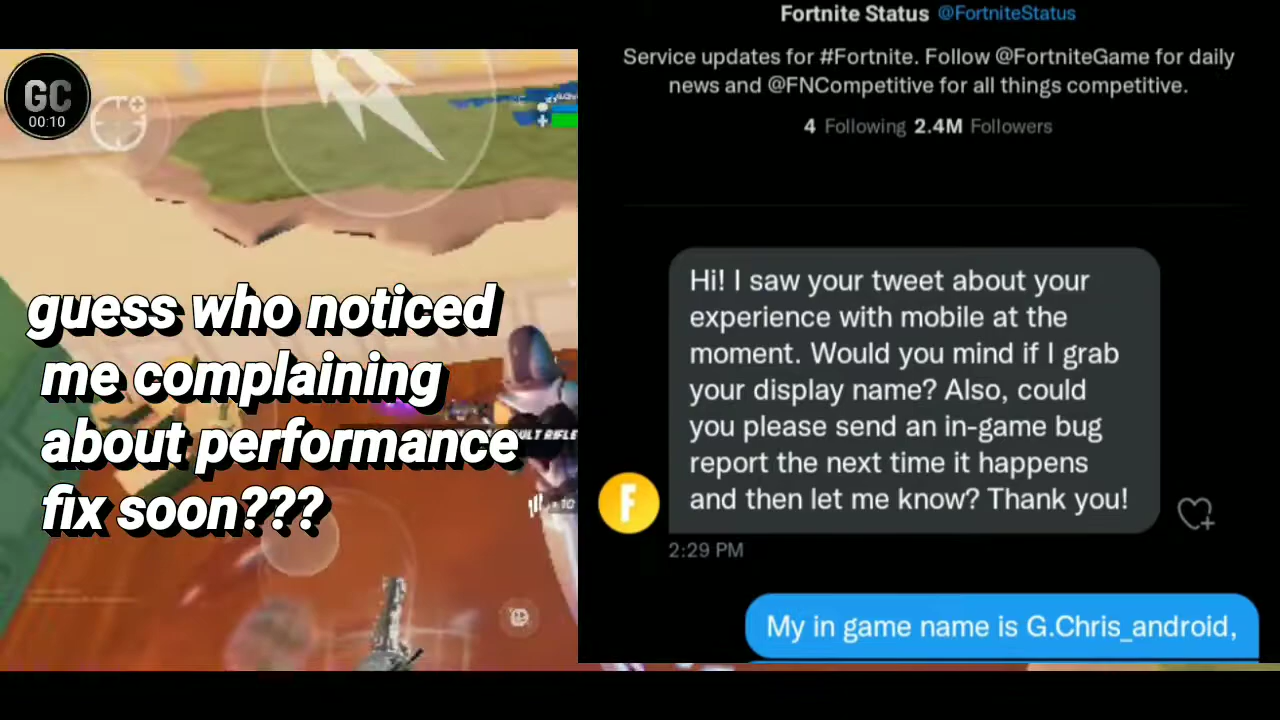 GC
00:10
guess who noticed
me complaining
about performance
fix soon???
ULT RIFLE
10
Fortnite Status @FortniteStatus
Service updates for #Fortnite. Follow @FortniteGame for daily
news and @FNCompetitive for all things competitive.
4 Following 2.4M Followers
Hi! I saw your tweet about your
experience with mobile at the
moment. Would you mind if I grab
your display name? Also, could
you please send an in-game bug
report the next time it happens
and then let me know? Thank you!
2:29 PM
My in game name is G.Chris_android,